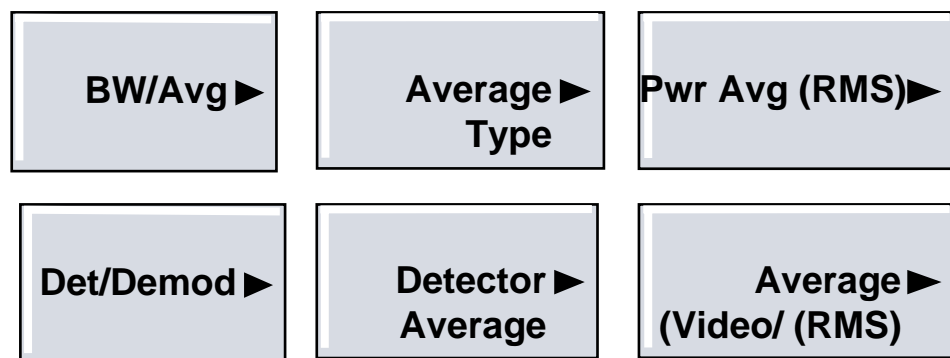 BW/Avg
Average
Type
Pwr Avg (RMS)
Det/Demod
Detector
Average
Average
(Video/ (RMS)